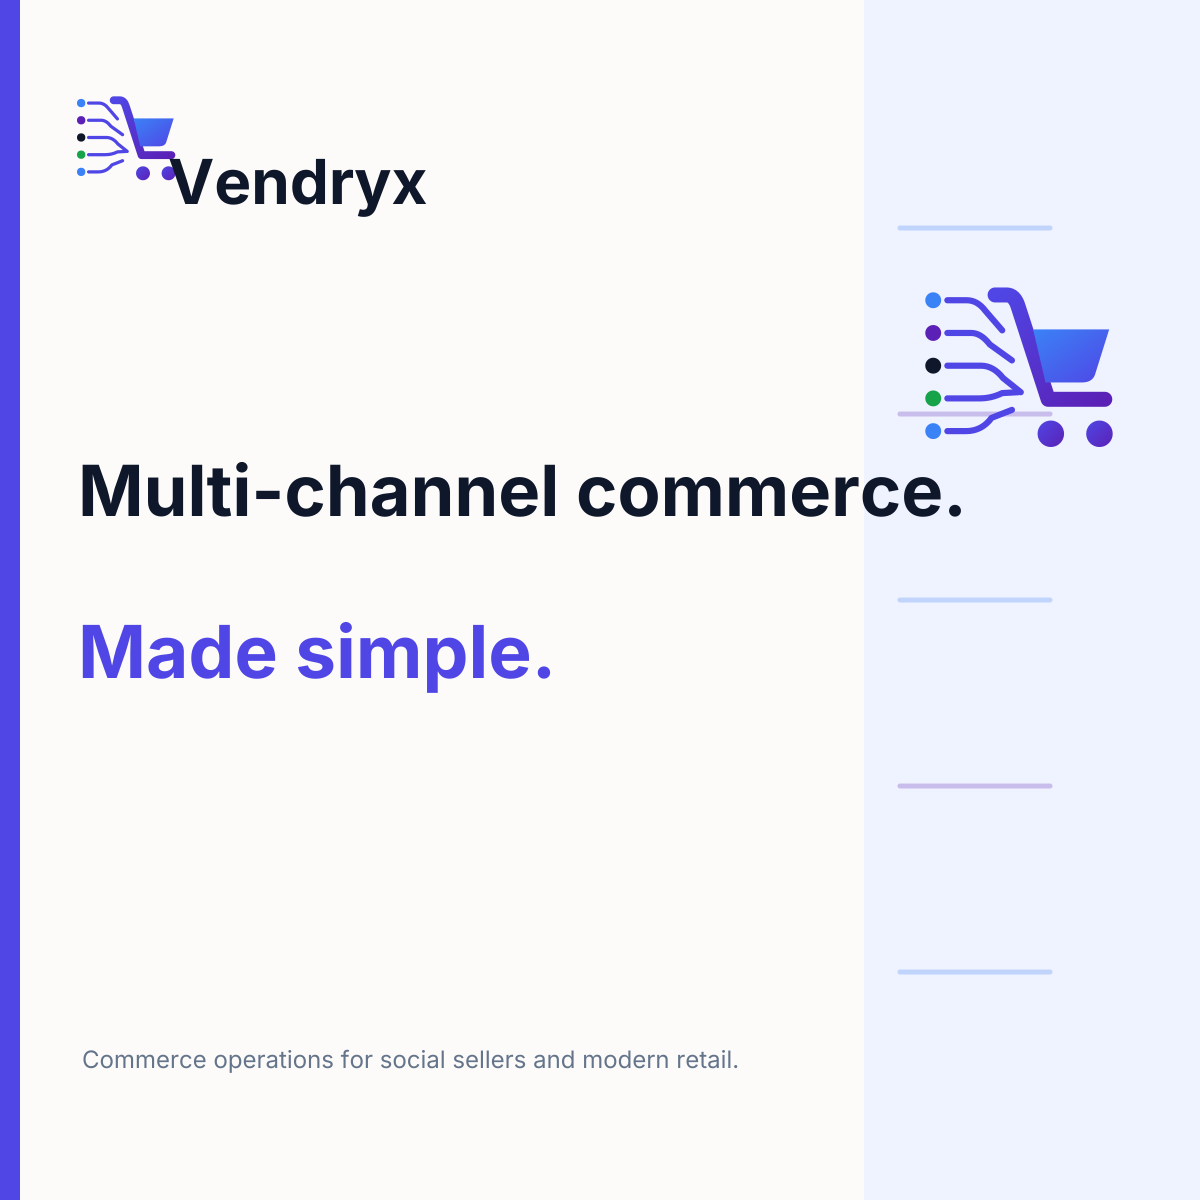 Vendryx
Multi-channel commerce.
Made simple.
Commerce operations for social sellers and modern retail.